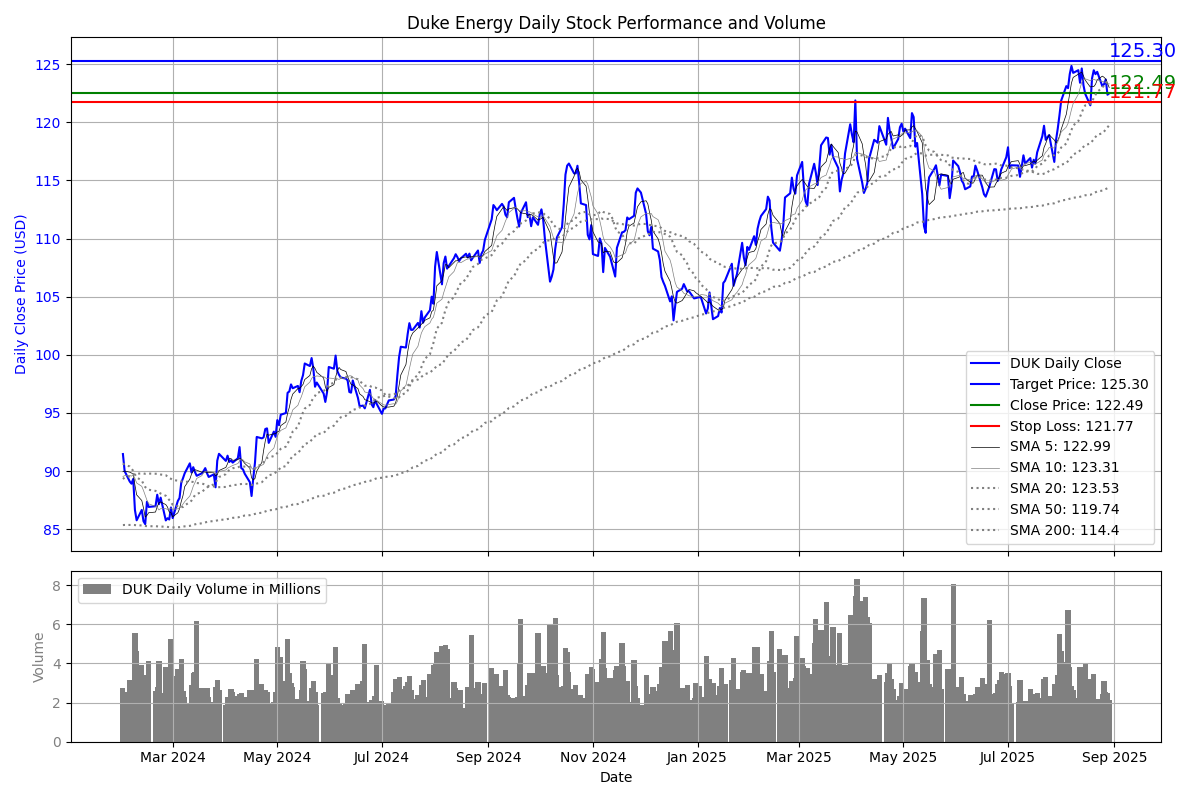 Duke Energy Daily Stock Performance and Volume
125.30
122.49
121.77
125
120
115
110
105
100
95
90
85
Daily Close Price (USD)
DUK Daily Close
Target Price: 125.30
Close Price: 122.49
Stop Loss: 121.77
SMA 5: 122.99
SMA 10: 123.31
SMA 20: 123.53
SMA 50: 119.74
SMA 200: 114.4
8
6
4
2
0
Volume
DUK Daily Volume in Millions
Mar 2024 May 2024 Jul 2024 Sep 2024 Nov 2024 Jan 2025 Mar 2025 May 2025 Jul 2025 Sep 2025
Date